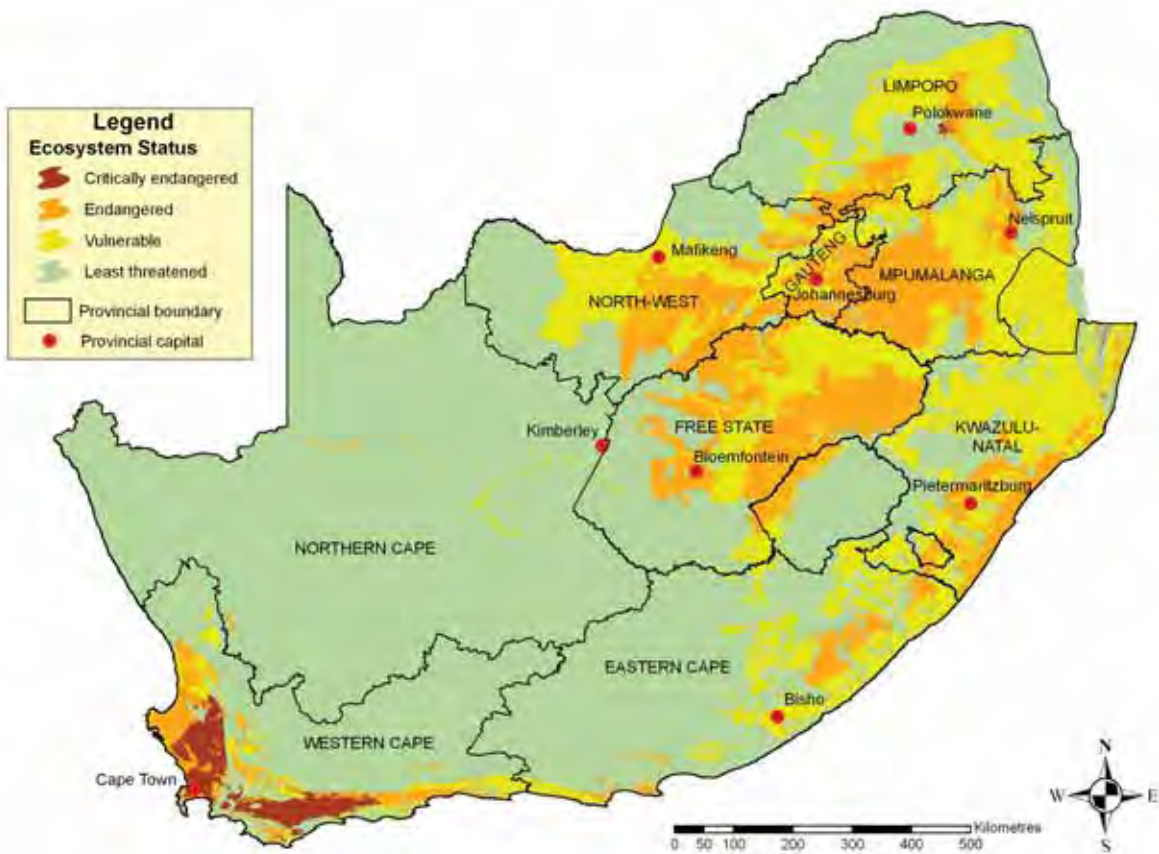 Legend
Ecosystem Status
Critically endangered
Endangered
Vulnerable
Least threatened
Provincial boundary
Provincial capital
LIMPOPO
Polokwane
Nelspruit
Mafikeng
GAUTENG
MPUMALANGA
Johannesburg
NORTH-WEST
Kimberley
FREE STATE
Bloemfontein
KWAZULU-
NATAL
Pietermaritzburg
NORTHERN CAPE
EASTERN CAPE
Bisho
WESTERN CAPE
Cape Town
N
W
E
S
Kilometres
0 50 100 200 300 400 500